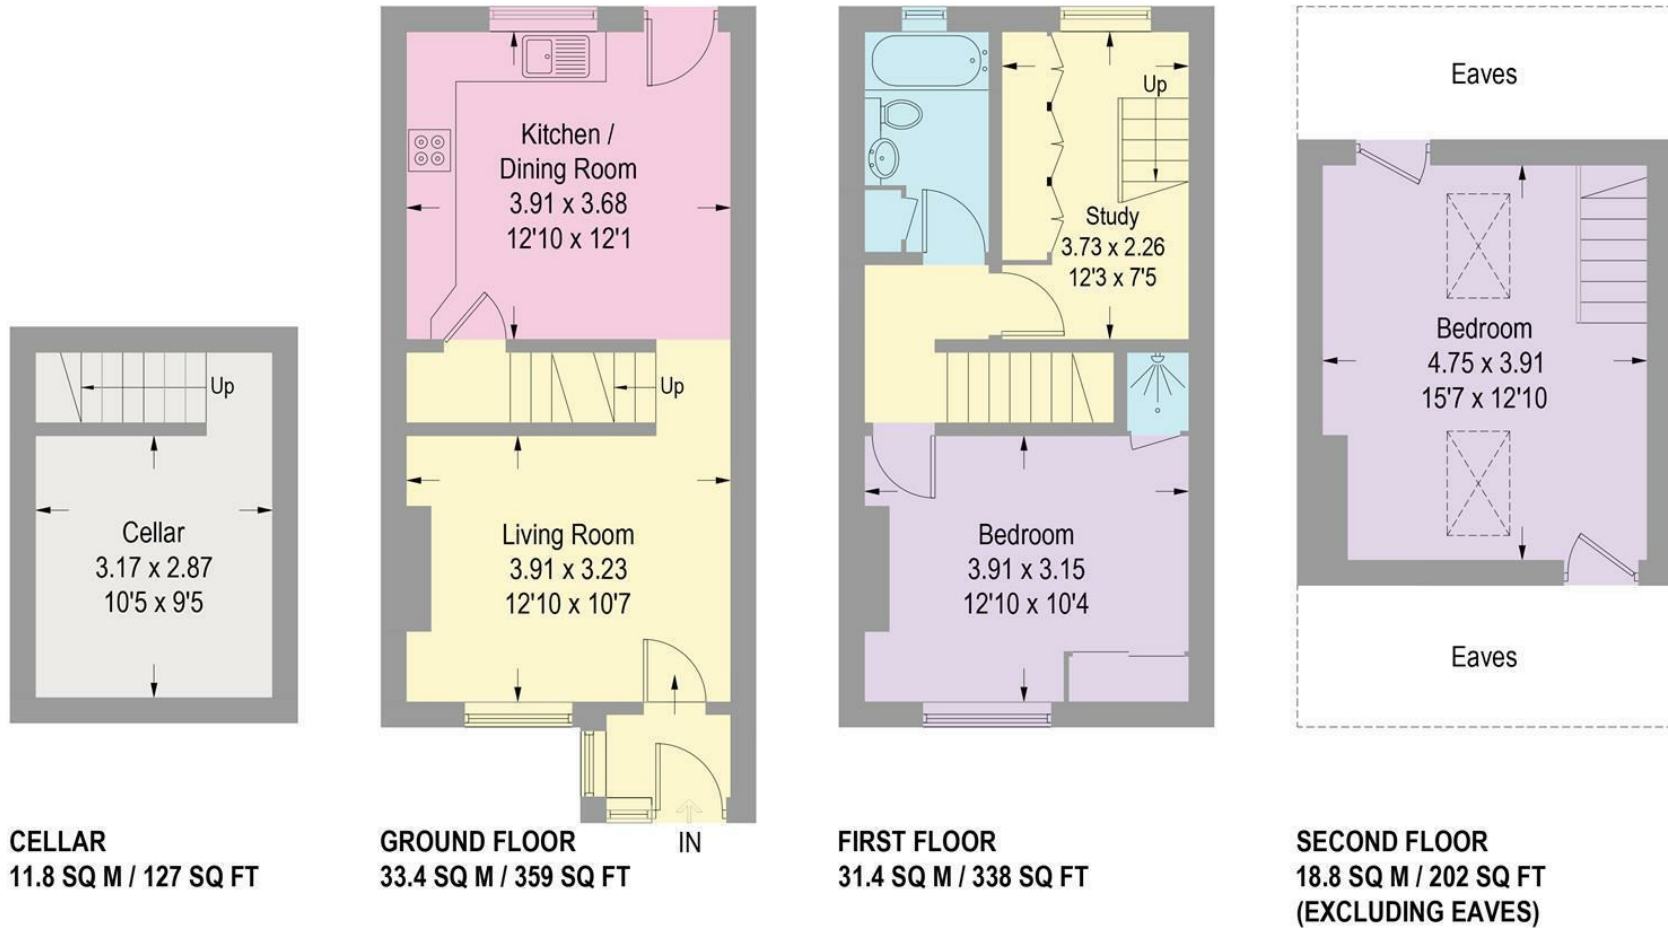 Up
Cellar
3.17 x 2.87
10'5 x 9'5
CELLAR
11.8 SQ M / 127 SQ FT
Kitchen /
Dining Room
3.91 x 3.68
12'10 x 12'1
Up
Living Room
3.91 x 3.23
12'10 x 10'7
IN
GROUND FLOOR
33.4 SQ M / 359 SQ FT
Up
Study
3.73 x 2.26
12'3 x 7'5
Bedroom
3.91 x 3.15
12'10 x 10'4
FIRST FLOOR
31.4 SQ M / 338 SQ FT
Eaves
Bedroom
4.75 x 3.91
15'7 x 12'10
Eaves
SECOND FLOOR
18.8 SQ M / 202 SQ FT
(EXCLUDING EAVES)